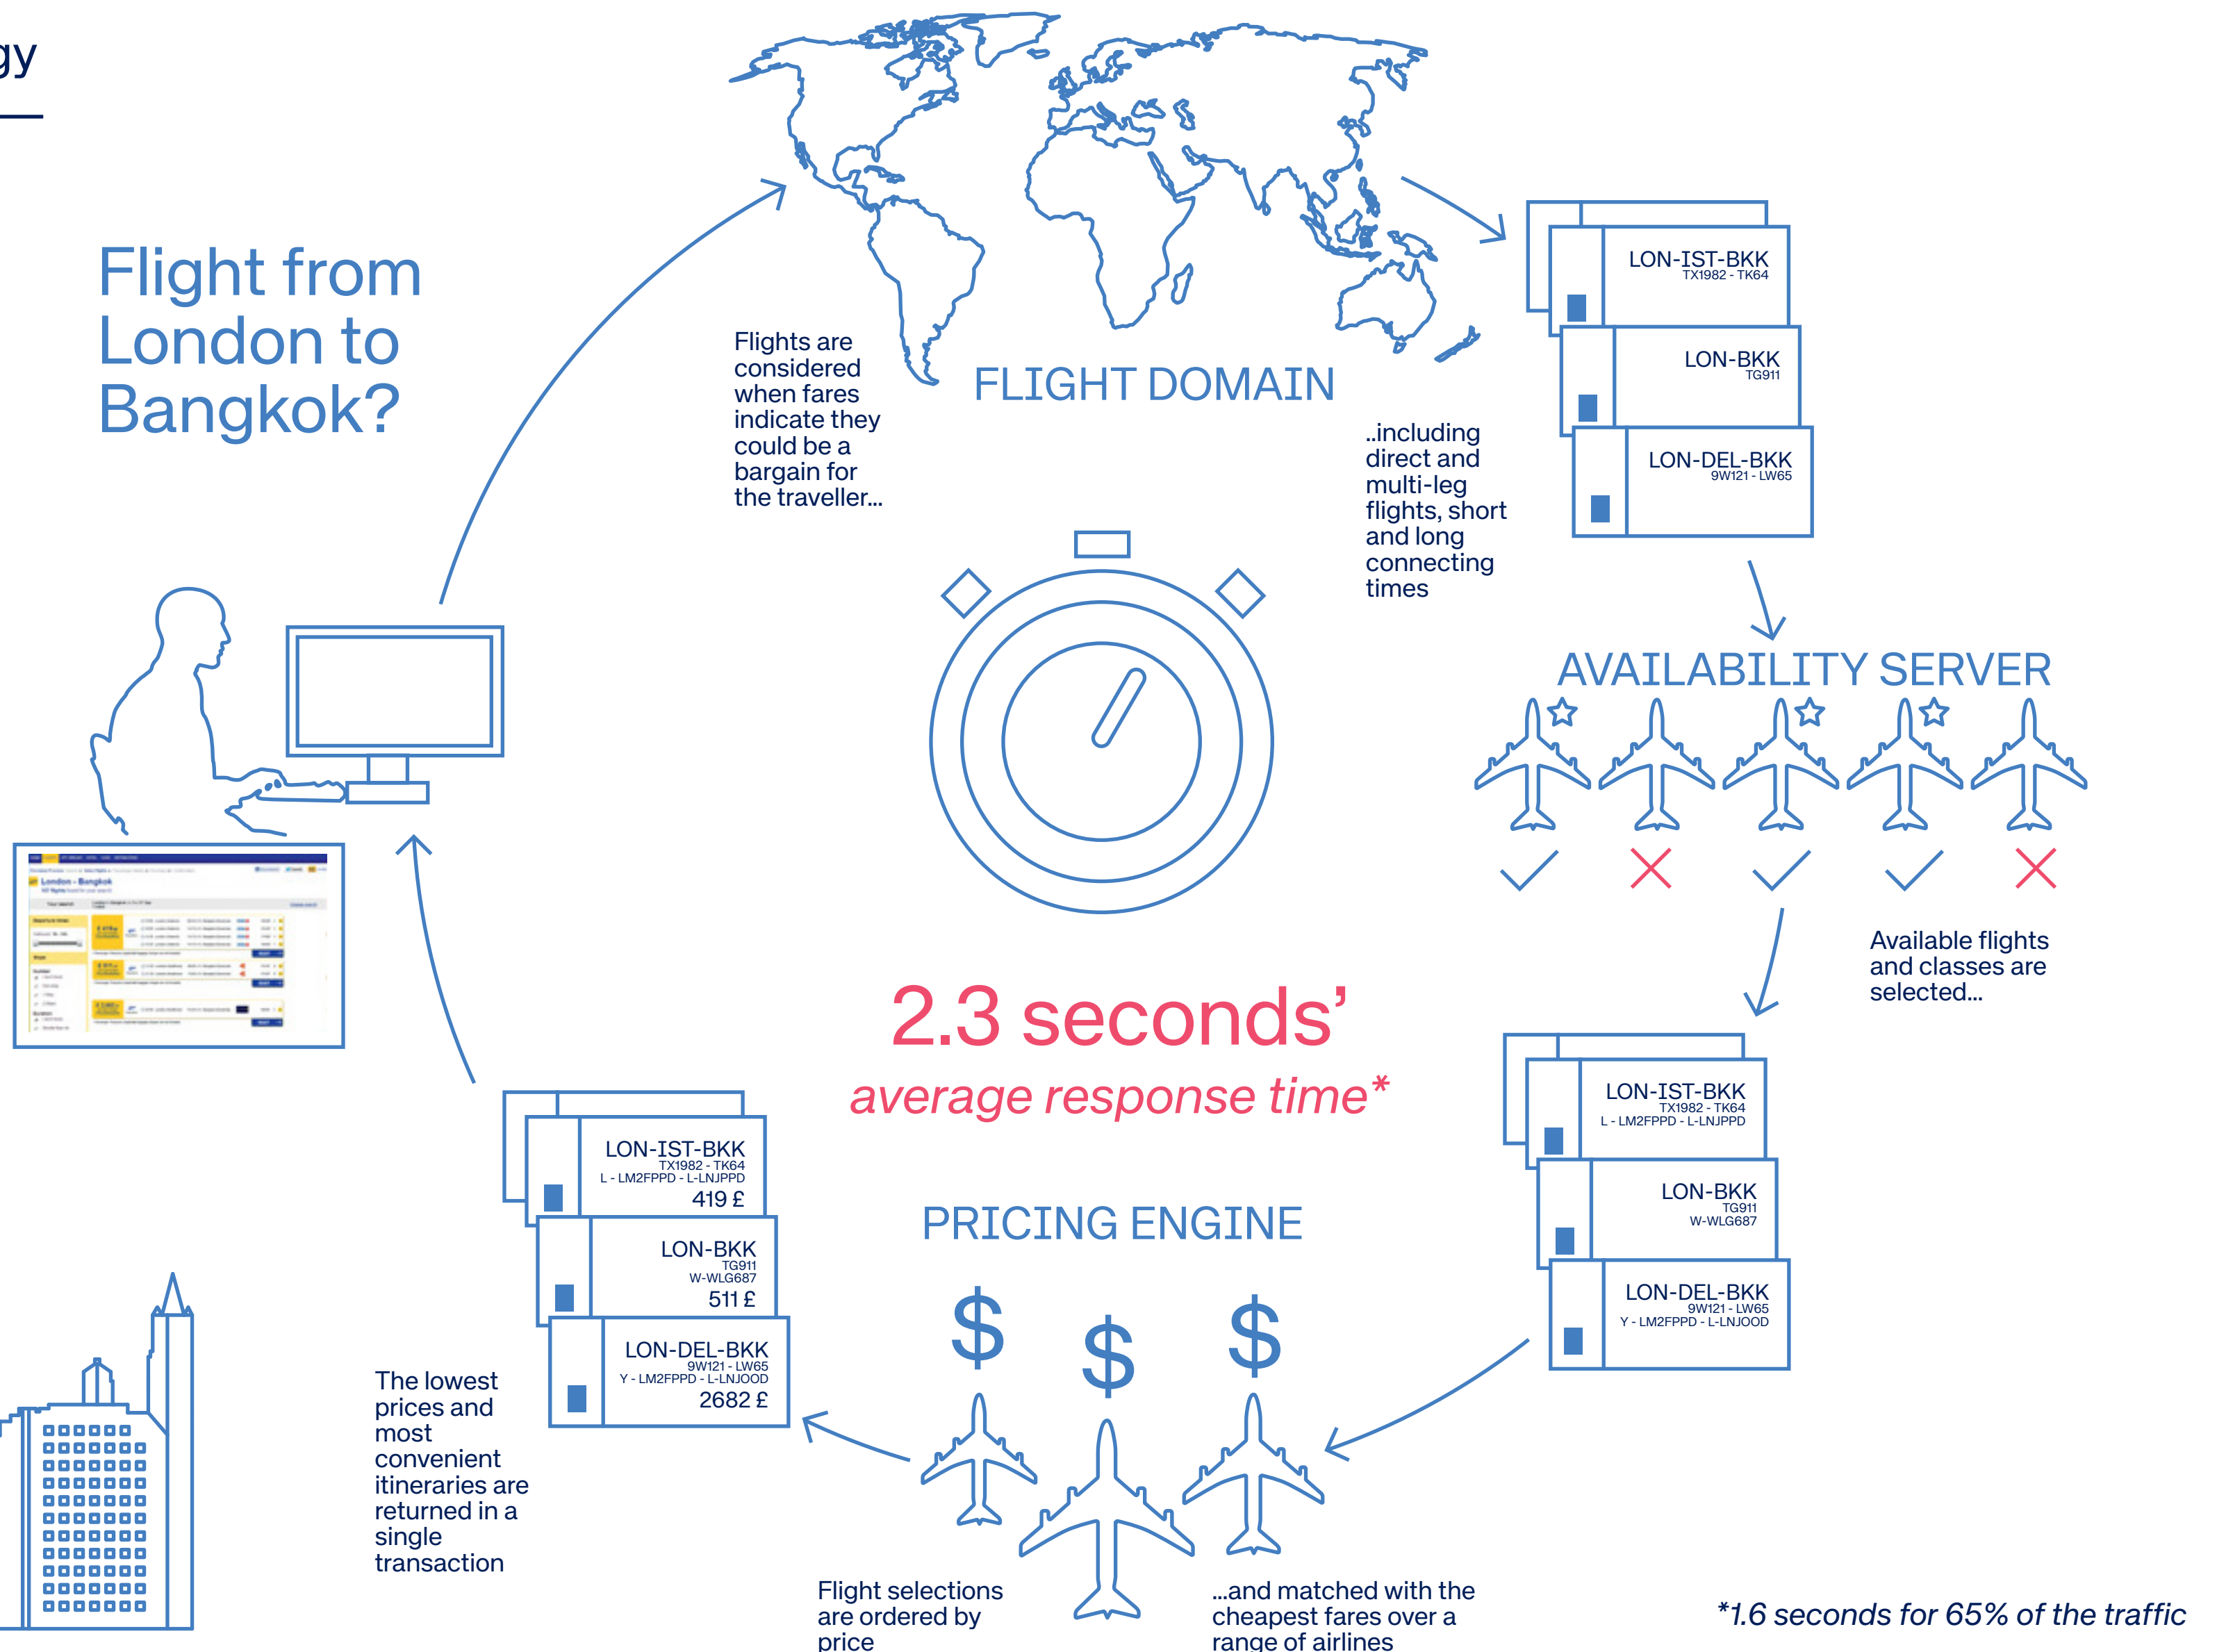 gy
Flight from
London to
Bangkok?
Flights are
considered
when fares
indicate they
could be a
bargain for
the traveller...
FLIGHT DOMAIN
..including
direct and
multi-leg
flights, short
and long
connecting
times
LON-IST-BKK
TX1982 - TK64
LON-BKK
TG911
LON-DEL-BKK
9W121 - LW65
AVAILABILITY SERVER
Available flights
and classes are
selected...
LON-IST-BKK
TX1982 - TK64
L - LM2FPPD - L-LNJPPD
LON-BKK
TG911
W-WLG687
LON-DEL-BKK
9W121 - LW65
Y - LM2FPPD - L-LNJOOD
2.3 seconds’
average response time*
PRICING ENGINE
$ $ $
...and matched with the
cheapest fares over a
range of airlines
Flight selections
are ordered by
price
LON-IST-BKK
TX1982 - TK64
L - LM2FPPD - L-LNJPPD
419 £
LON-BKK
TG911
W-WLG687
511 £
LON-DEL-BKK
9W121 - LW65
Y - LM2FPPD - L-LNJOOD
2682 £
The lowest
prices and
most
convenient
itineraries are
returned in a
single
transaction
London - Bangkok
*1.6 seconds for 65% of the traffic